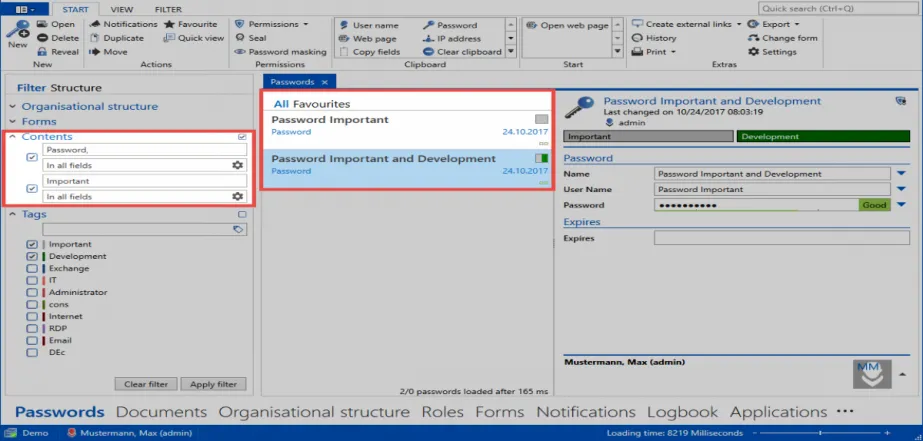 START VIEW FILTER Quick search (Ctrl+Q)
New
Open
Delete
Reveal
New
Notifications Favourite
Duplicate Quick view
Move
Actions
Permissions
Seal
Password masking
Permissions
User name Password
Web page IP address
Copy fields Clear clipboard
Clipboard
Open web page
Start
Create external links Export
History Change form
Print Settings
Extras
Filter Structure
Organisational structure
Forms
Contents
Password,
In all fields
Important
In all fields
Tags
Important
Development
Exchange
IT
Administrator
cons
Internet
RDP
Email
DEc
Clear filter Apply filter
Passwords ×
All Favourites
Password Important
Password 24.10.2017
Password Important and Development
Password 24.10.2017
2/0 passwords loaded after 165 ms
Password Important and Development
Last changed on 10/24/2017 08:03:19
admin
Important Development
Password
Name Password Important and Development
User Name Password Important
Password ●●●●●●●●●● Good
Expires
Expires
Mustermann, Max (admin)
MM
Passwords Documents Organisational structure Roles Forms Notifications Logbook Applications •••
Demo Mustermann, Max (admin) Loading time: 8219 Milliseconds - +